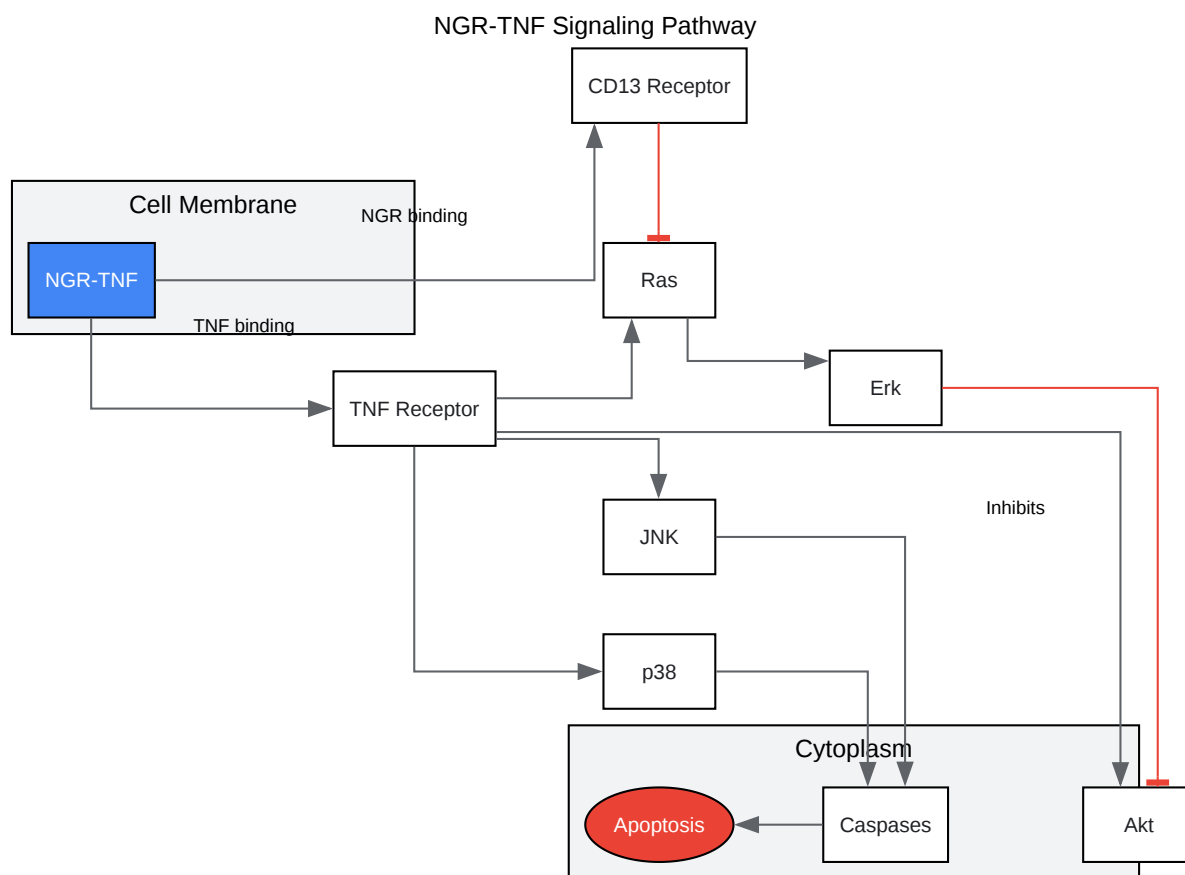 NGR-TNF Signaling Pathway
CD13 Receptor
Cell Membrane
NGR binding
NGR-TNF
Ras
TNF binding
Erk
TNF Receptor
Inhibits
JNK
p38
Cytoplasm
Apoptosis
Caspases
Akt